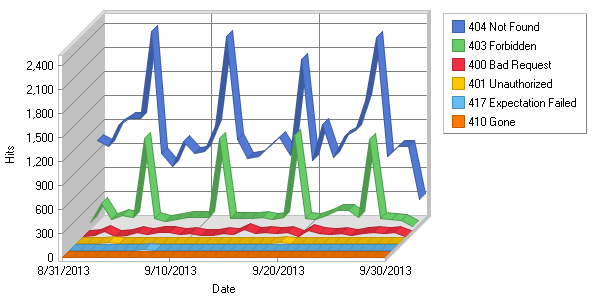 404 Not Found
403 Forbidden
400 Bad Request
401 Unauthorized
417 Expectation Failed
410 Gone
2,400
2,100
1,800
1,500
1,200
900
600
300
0
Hits
8/31/2013 9/10/2013 9/20/2013 9/30/2013
Date